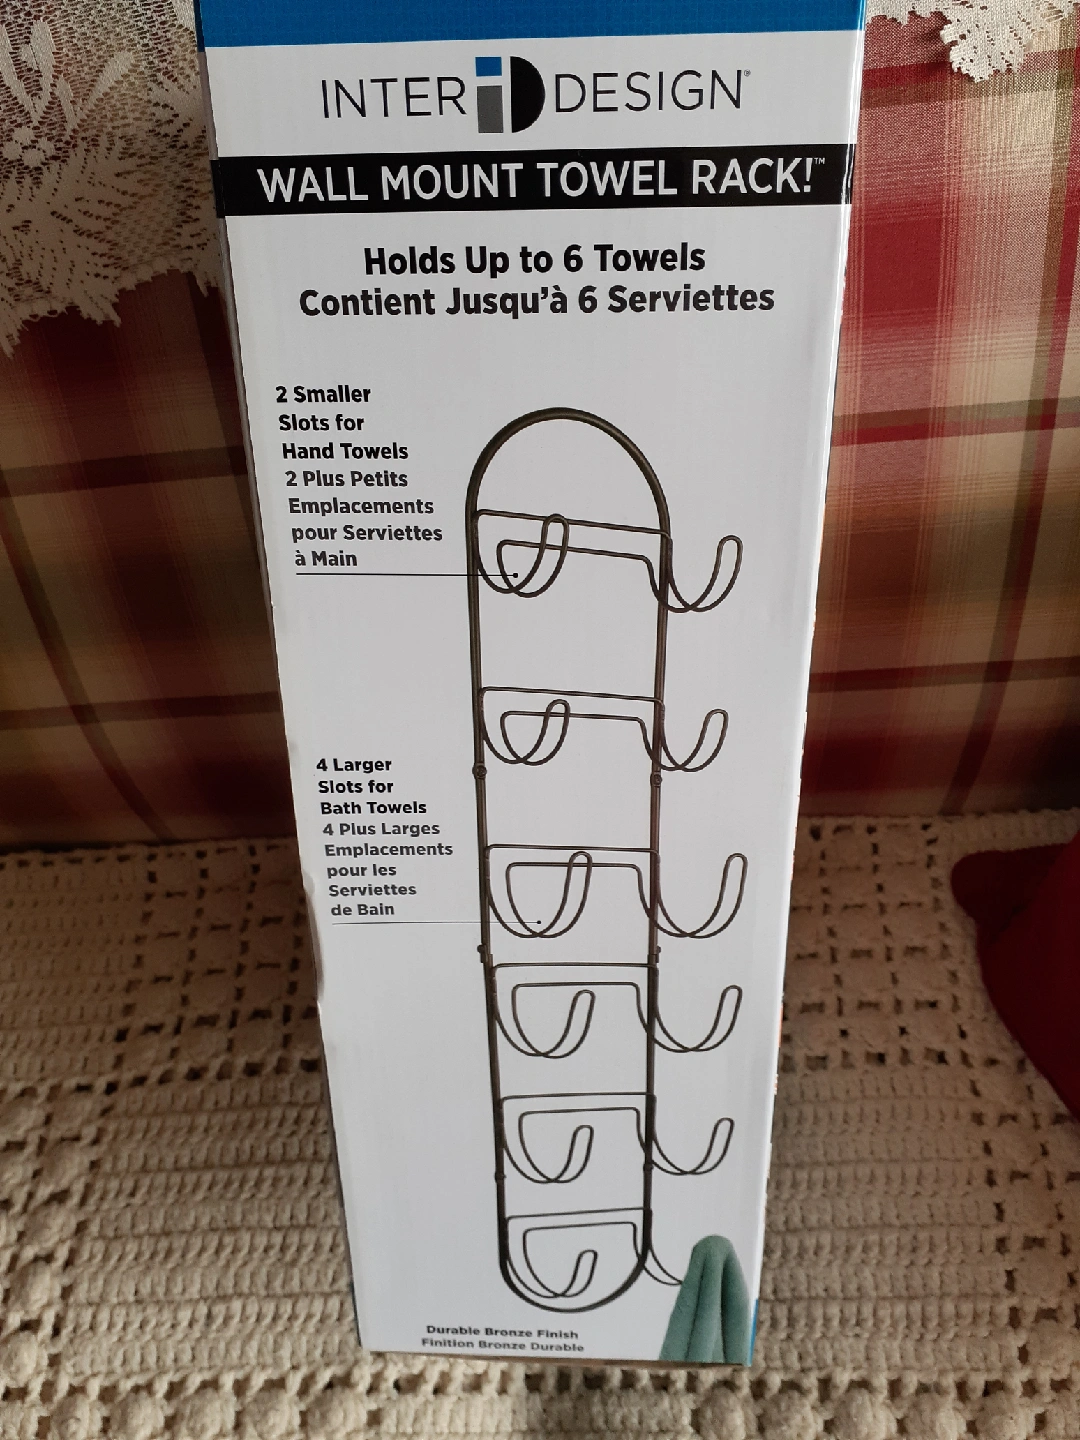 INTER DESIGN®
WALL MOUNT TOWEL RACK!™
Holds Up to 6 Towels
Contient Jusqu'à 6 Serviettes
2 Smaller
Slots for
Hand Towels
2 Plus Petits
Emplacements
pour Serviettes
à Main
4 Larger
Slots for
Bath Towels
4 Plus Larges
Emplacements
pour les
Serviettes
de Bain
Durable Bronze Finish
Finition Bronze Durable